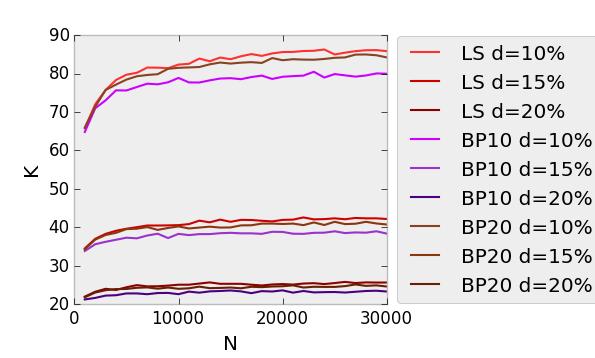 90
80
70
60
50
40
30
20
0
10000
20000
30000
K
N
LS d=10%
LS d=15%
LS d=20%
BP10 d=10%
BP10 d=15%
BP10 d=20%
BP20 d=10%
BP20 d=15%
BP20 d=20%